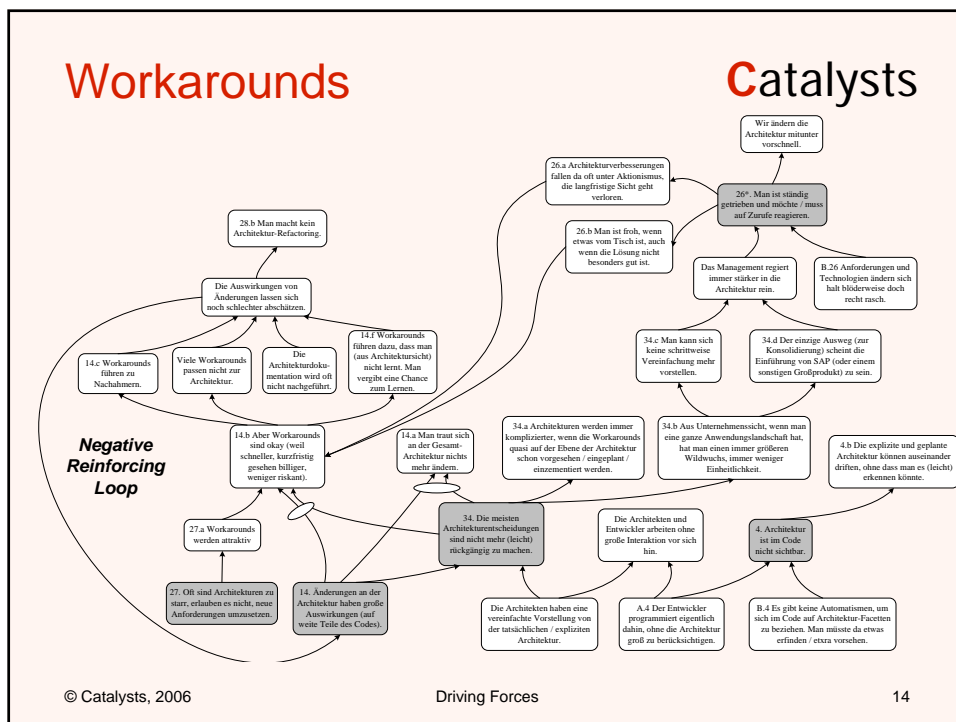 Workarounds
Catalysts
Wir ändern die
Architektur mitunter
vorschnell.
26.a Architekturverbesserungen
fallen da oft unter Aktionismus,
die langfristige Sicht geht
verloren.
26*. Man ist ständig
getrieben und möchte / muss
auf Zurufe reagieren.
28.b Man macht kein
Architektur-Refactoring.
26.b Man ist froh, wenn
etwas vom Tisch ist, auch
wenn die Lösung nicht
besonders gut ist.
Das Management regiert
immer stärker in die
Architektur rein.
B.26 Anforderungen und
Technologien ändern sich
halt blöderweise doch
recht rasch.
Die Auswirkungen von
Änderungen lassen sich
noch schlechter abschätzen.
14.c Workarounds
führen zu
Nachahmern.
Viele Workarounds
passen nicht zur
Architektur.
Die
Architekturdoku-
mentation wird oft
nicht nachgeführt.
14.f Workarounds
führen dazu, dass man
(aus Architektursicht)
nicht lernt. Man
vergibt eine Chance
zum Lernen.
34.c Man kann sich
keine schrittweise
Vereinfachung mehr
vorstellen.
34.d Der einzige Ausweg (zur
Konsolidierung) scheint die
Einführung von SAP (oder einem
sonstigen Großprodukt) zu sein.
Negative
Reinforcing
Loop
14.b Aber Workarounds
sind okay (weil
schneller, kurzfristig
gesehen billiger,
weniger riskant).
14.a Man traut sich
an der Gesamt-
Architektur nichts
mehr ändern.
34.a Architekturen werden immer
komplizierter, wenn die Workarounds
quasi auf der Ebene der Architektur
schon vorgesehen / eingeplant /
einzementiert werden.
34.b Aus Unternehmenssicht, wenn man
eine ganze Anwendungslandschaft hat,
hat man einen immer größeren
Wildwuchs, immer weniger
Einheitlichkeit.
4.b Die explizite und geplante
Architektur können auseinander
driften, ohne dass man es (leicht)
erkennen könnte.
27.a Workarounds
werden attraktiv
34. Die meisten
Architekturentscheidungen
sind nicht mehr (leicht)
rückgängig zu machen.
Die Architekten und
Entwickler arbeiten ohne
große Interaktion vor sich
hin.
4. Architektur
ist im Code
nicht sichtbar.
27. Oft sind Architekturen zu
starr, erlauben es nicht, neue
Anforderungen umzusetzen.
14. Änderungen an der
Architektur haben große
Auswirkungen (auf
weite Teile des Codes).
Die Architekten haben eine
vereinfachte Vorstellung von
der tatsächlichen / expliziten
Architektur.
A.4 Der Entwickler
programmiert eigentlich
dahin, ohne die Architektur
groß zu berücksichtigen.
B.4 Es gibt keine Automatismen, um
sich im Code auf Architektur-Facetten
zu beziehen. Man müsste da etwas
erfinden / etxra vorsehen.
© Catalysts, 2006
Driving Forces
14